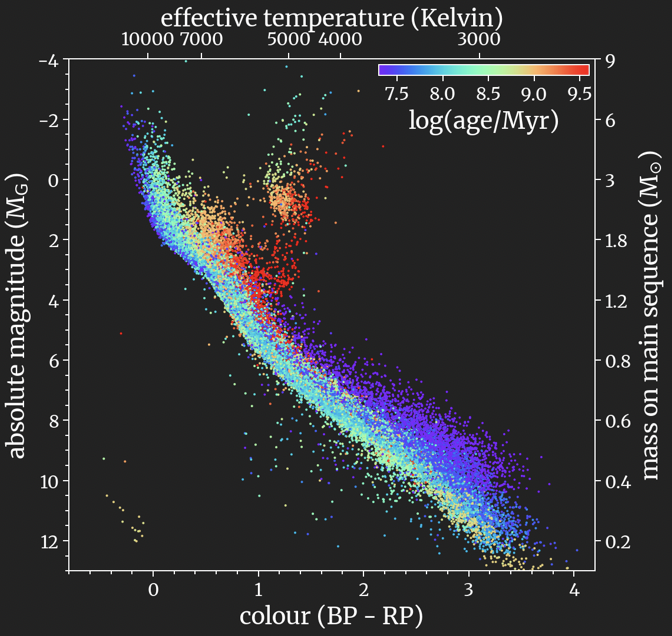 effective temperature (Kelvin)
10000 7000 5000 4000 3000
7.5 8.0 8.5 9.0 9.5
log(age/Myr)
absolute magnitude (M_G)
−4
−2
0
2
4
6
8
10
12
9
6
3
1.8
1.2
0.8
0.6
0.4
0.2
mass on main sequence (M_⊙)
0 1 2 3 4
colour (BP − RP)